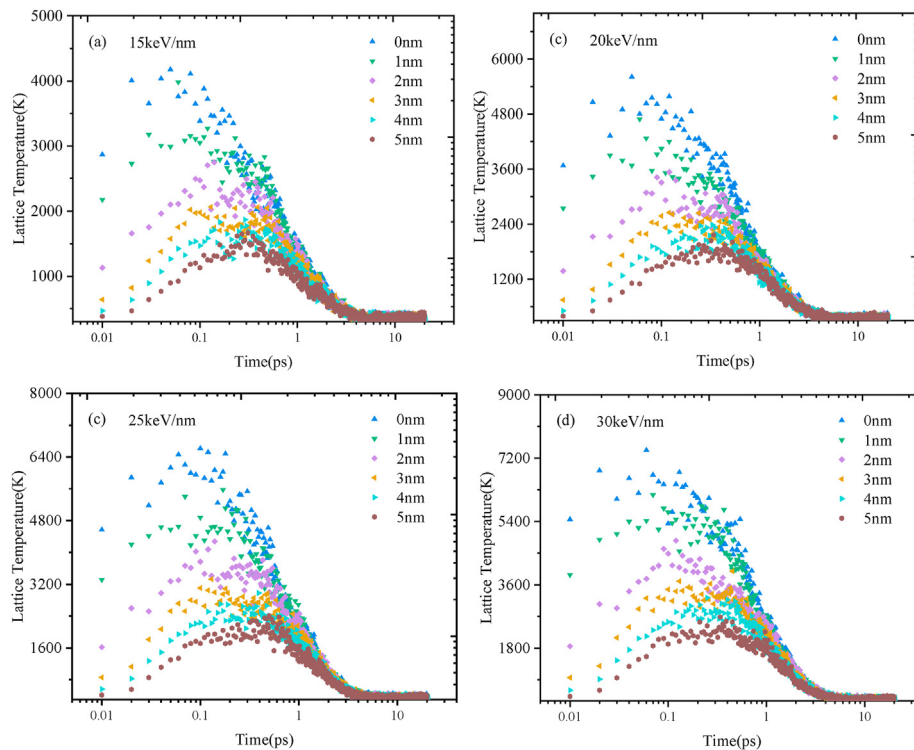 (a) 15keV/nm
0nm
1nm
2nm
3nm
4nm
5nm
5000
4000
3000
2000
1000
Lattice Temperature(K)
0.01 0.1 1 10
Time(ps)
(c) 20keV/nm
0nm
1nm
2nm
3nm
4nm
5nm
6000
4800
3600
2400
1200
Lattice Temperature(K)
0.01 0.1 1 10
Time(ps)
(c) 25keV/nm
0nm
1nm
2nm
3nm
4nm
5nm
8000
6400
4800
3200
1600
Lattice Temperature(K)
0.01 0.1 1 10
Time(ps)
(d) 30keV/nm
0nm
1nm
2nm
3nm
4nm
5nm
9000
7200
5400
3600
1800
Lattice Temperature(K)
0.01 0.1 1 10
Time(ps)